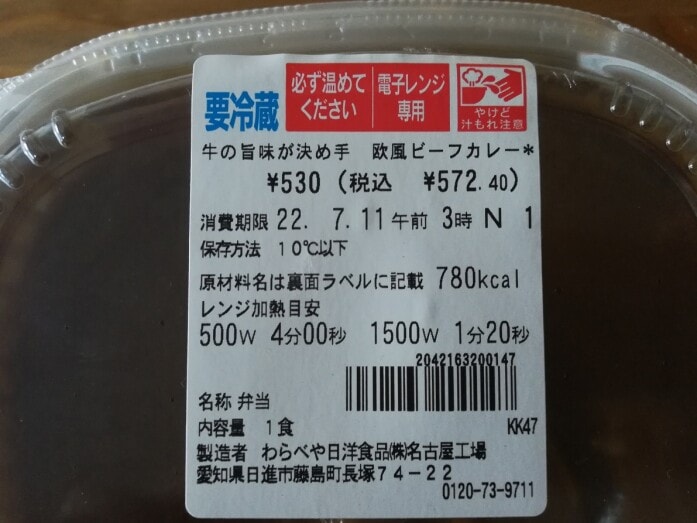 要冷蔵 必ず温めてください 電子レンジ専用 やけど汁もれ注意
牛の旨味が決め手 欧風ビーフカレー*
¥530 (税込 ¥572.40)
消費期限 22. 7.11午前 3時 N 1
保存方法 10℃以下
原材料名は裏面ラベルに記載 780kcal
レンジ加熱目安
500W 4分00秒 1500W 1分20秒
2042163200147
名称 弁当
内容量 1食 KK47
製造者 わらべや日洋食品(株)名古屋工場
愛知県日進市藤島町長塚74-22
0120-73-9711